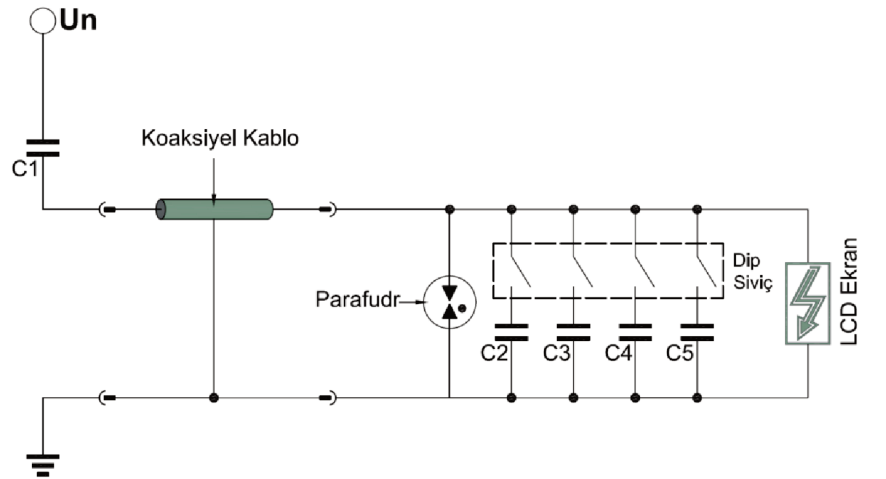 Un
Koaksiyel Kablo
C1
Dip
Siviç
Parafudr
LCD Ekran
C2
C3
C4
C5